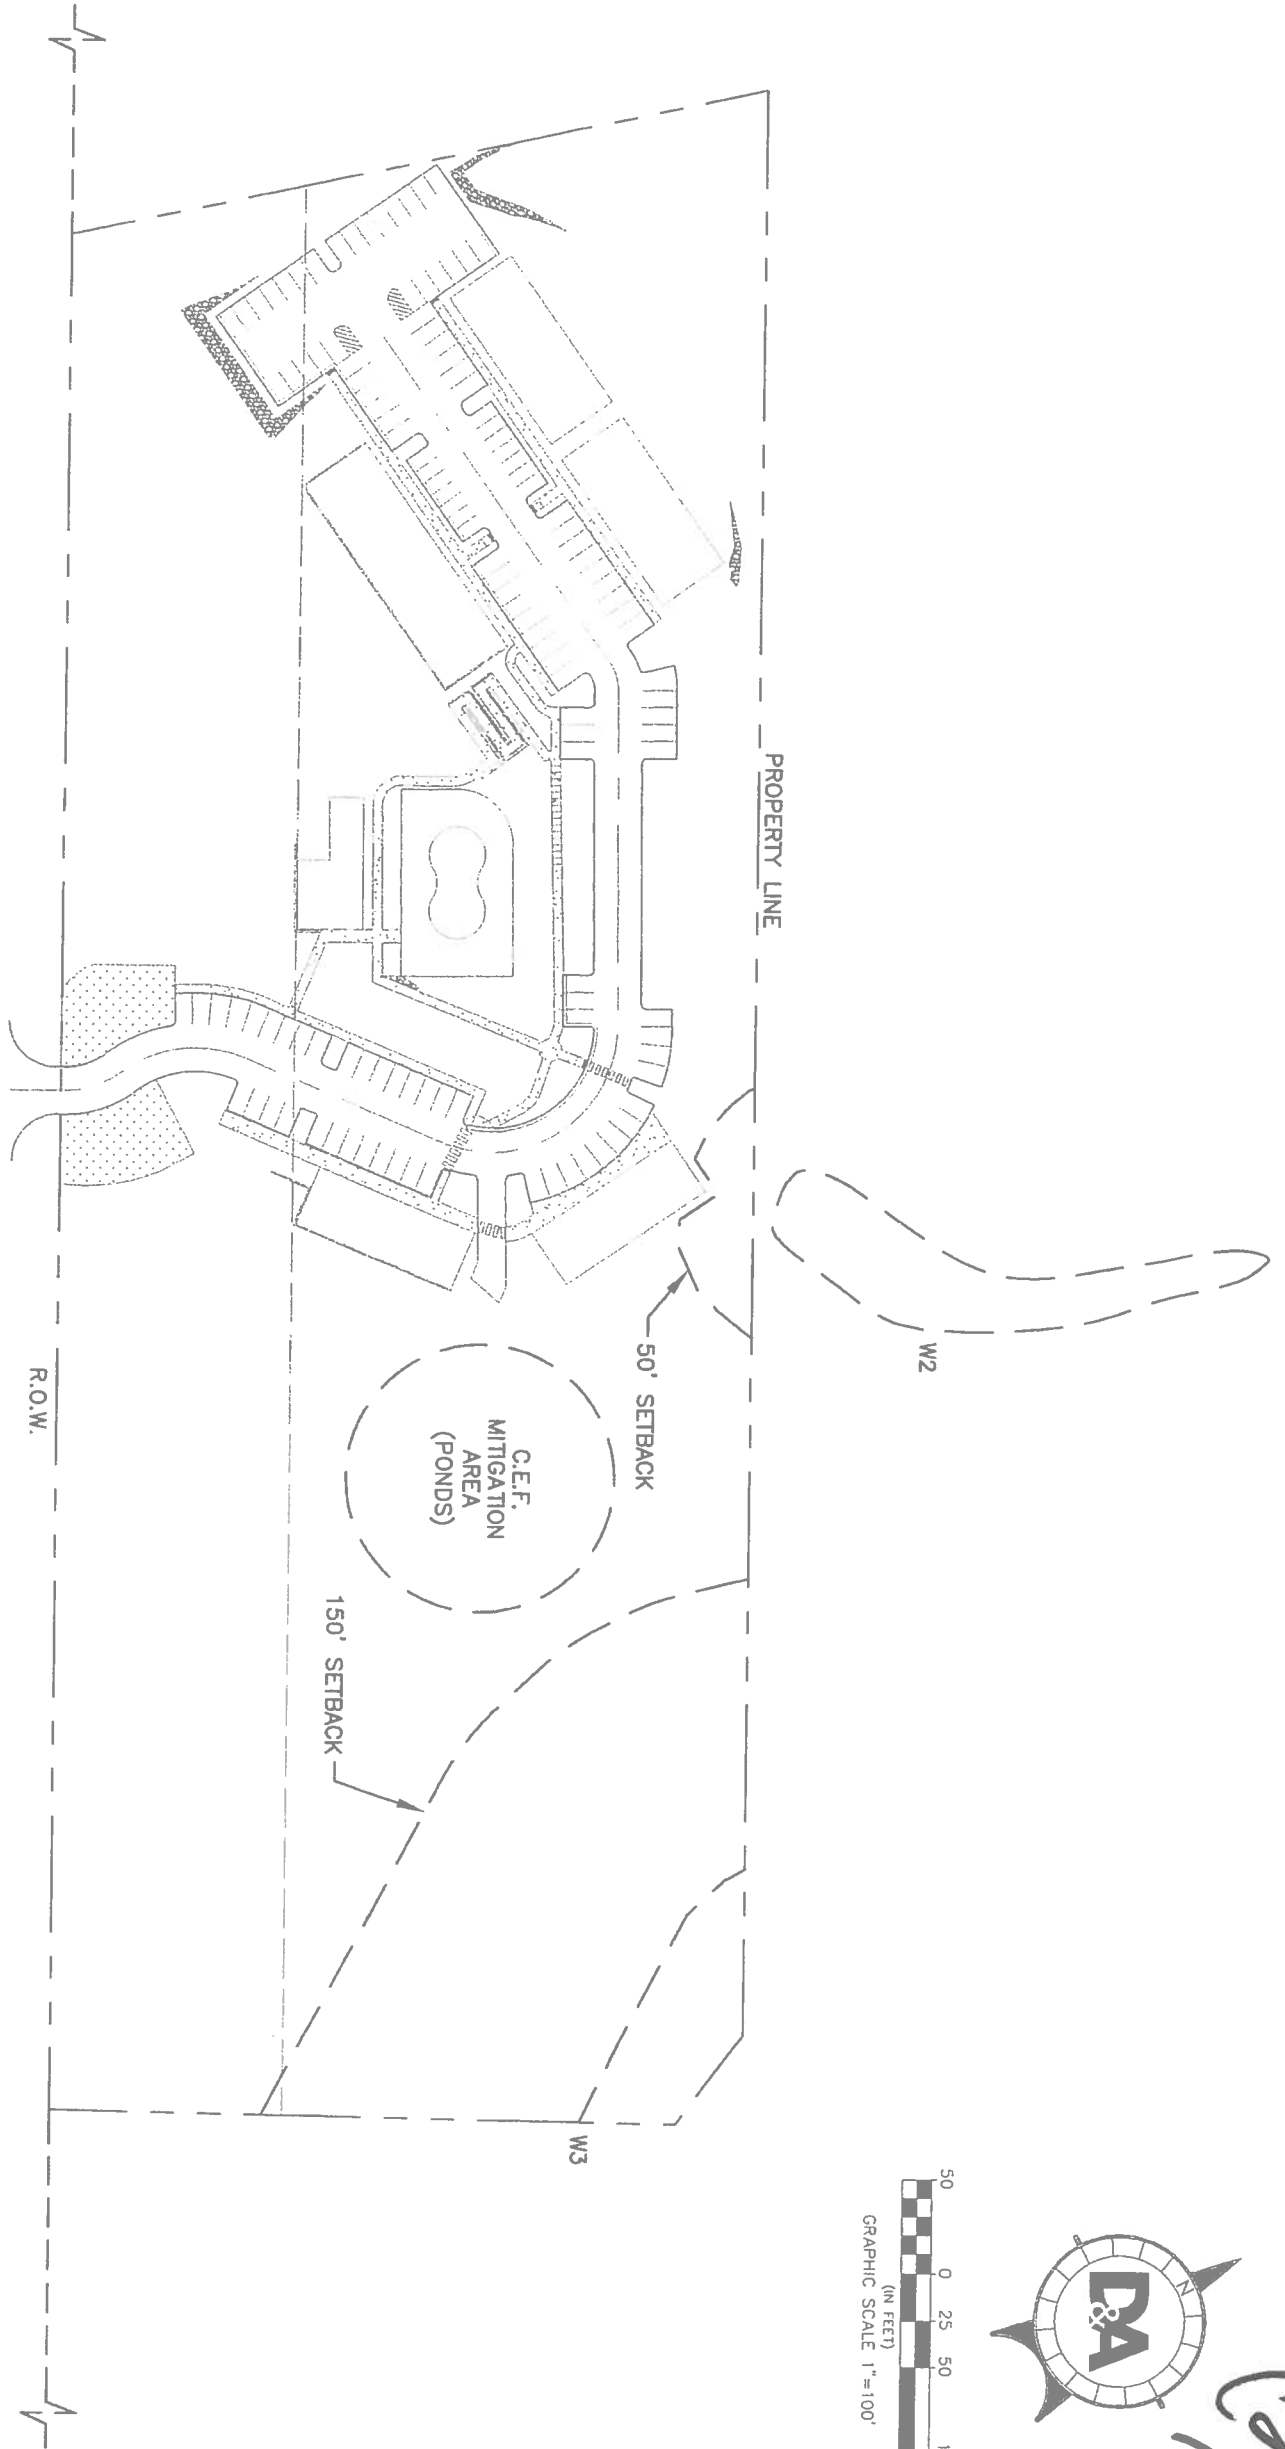 PROPERTY LINE
W2
50' SETBACK
C.E.F.
MITIGATION
AREA
(PONDS)
150' SETBACK
R.O.W.
W3
N
D&A
50 0 25 50
(IN FEET)
GRAPHIC SCALE 1"=100'